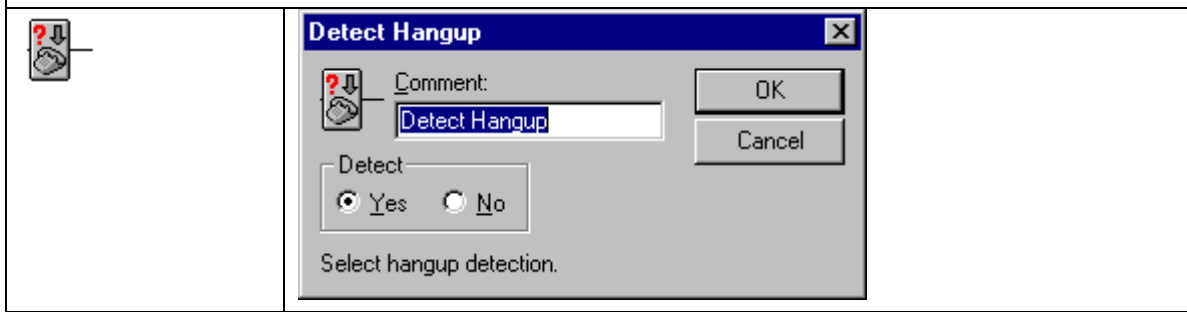 Detect Hangup
?
? Comment:
OK
Detect Hangup
Cancel
Detect
Yes No
Select hangup detection.